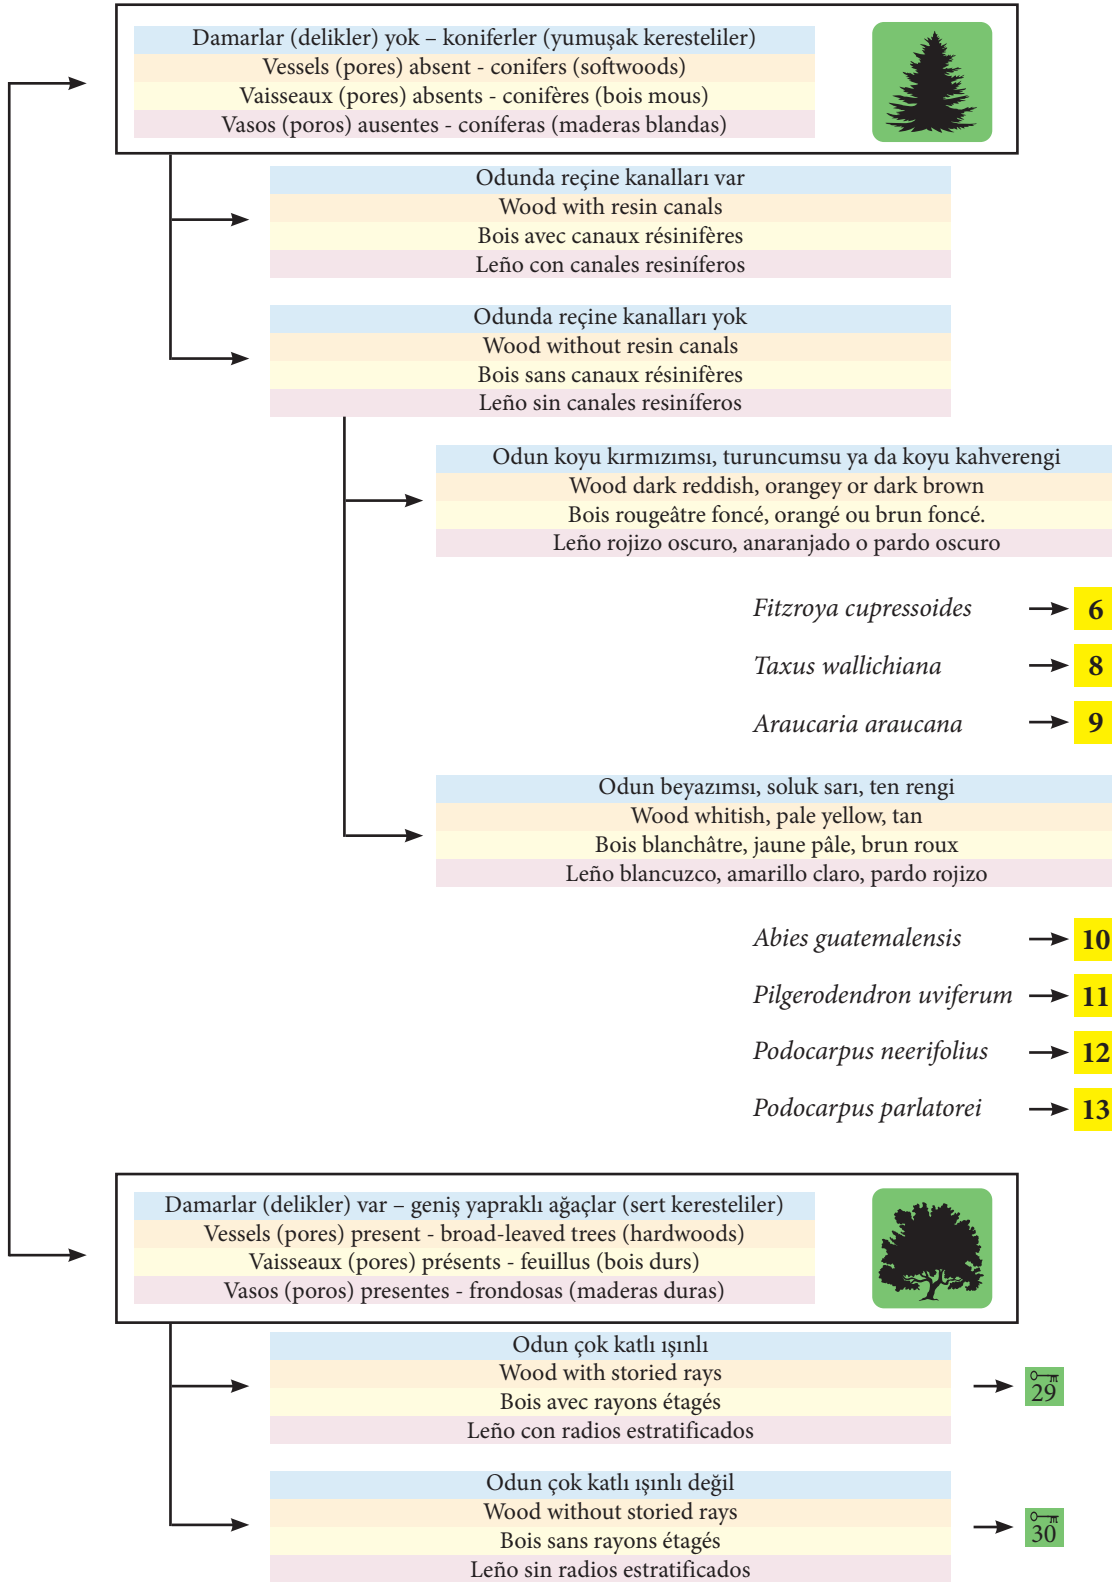 Damarlar (delikler) yok – koniferler (yumuşak keresteliler)
Vessels (pores) absent - conifers (softwoods)
Vaisseaux (pores) absents - conifères (bois mous)
Vasos (poros) ausentes - coníferas (maderas blandas)
Odunda reçine kanalları var
Wood with resin canals
Bois avec canaux résinifères
Leño con canales resiníferos
Odunda reçine kanalları yok
Wood without resin canals
Bois sans canaux résinifères
Leño sin canales resiníferos
Odun koyu kırmızımsı, turuncumsu ya da koyu kahverengi
Wood dark reddish, orangey or dark brown
Bois rougeâtre foncé, orangé ou brun foncé.
Leño rojizo oscuro, anaranjado o pardo oscuro
Fitzroya cupressoides 6
Taxus wallichiana 8
Araucaria araucana 9
Odun beyazımsı, soluk sarı, ten rengi
Wood whitish, pale yellow, tan
Bois blanchâtre, jaune pâle, brun roux
Leño blancuzco, amarillo claro, pardo rojizo
Abies guatemalensis 10
Pilgerodendron uviferum 11
Podocarpus neerifolius 12
Podocarpus parlatorei 13
Damarlar (delikler) var – geniş yapraklı ağaçlar (sert keresteliler)
Vessels (pores) present - broad-leaved trees (hardwoods)
Vaisseaux (pores) présents - feuillus (bois durs)
Vasos (poros) presentes - frondosas (maderas duras)
Odun çok katlı ışınlı
Wood with storied rays
Bois avec rayons étagés
Leño con radios estratificados
29
Odun çok katlı ışınlı değil
Wood without storied rays
Bois sans rayons étagés
Leño sin radios estratificados
30